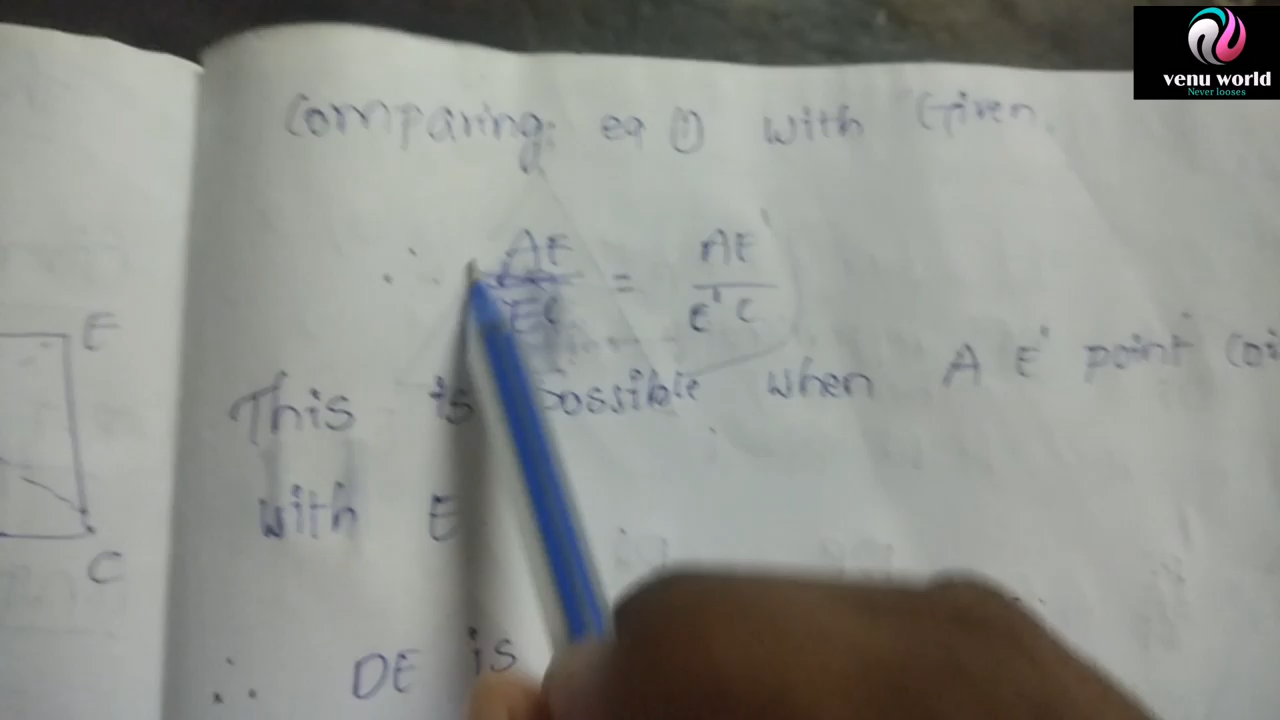 venu world
Never looses
Comparing eq ① with Given
∴ AE/EC = AE'/E'C
This is possible when A E' point
with E
∴ DE is
E
C